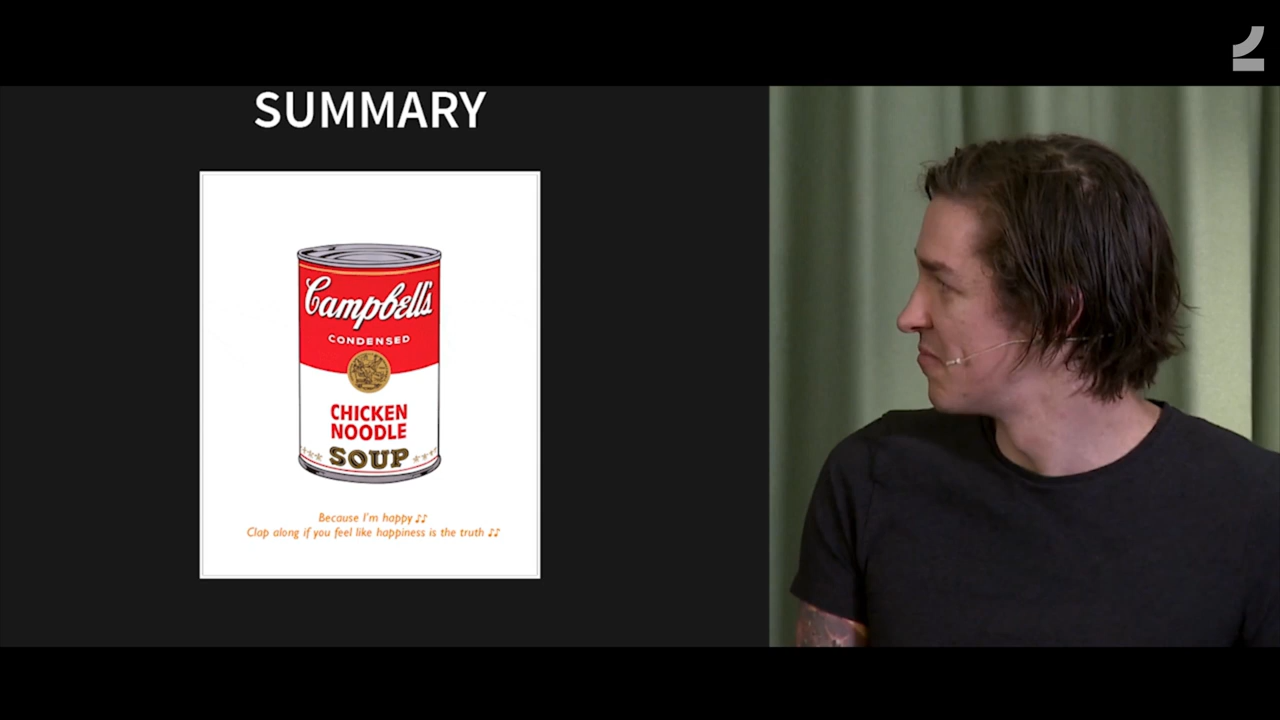 SUMMARY
Campbell's
CONDENSED
CHICKEN
NOODLE
SOUP
Because I'm happy ♪♫
Clap along if you feel like happiness is the truth ♪♫